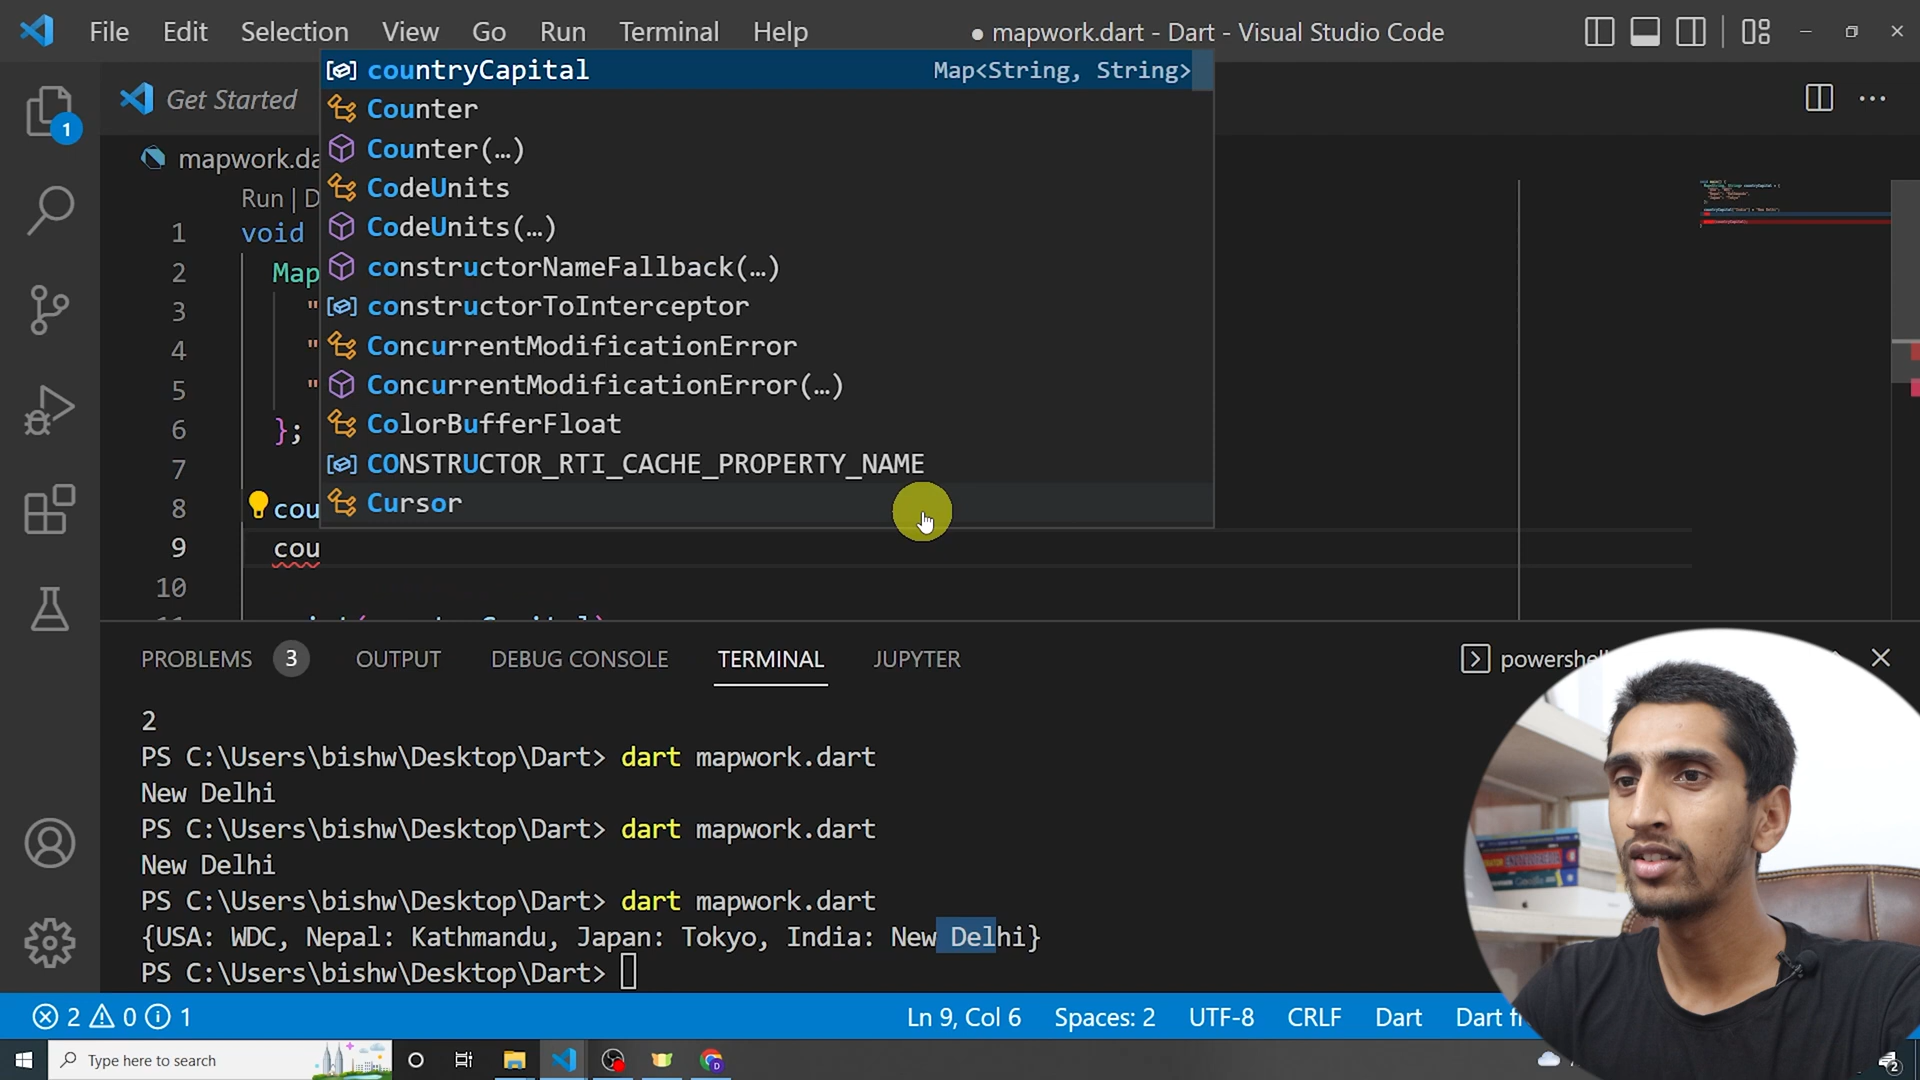 File Edit Selection View Go Run Terminal Help
● mapwork.dart - Dart - Visual Studio Code
Get Started
mapwork.da
countryCapital Map<String, String>
Counter
Counter(…)
CodeUnits
CodeUnits(…)
constructorNameFallback(…)
constructorToInterceptor
ConcurrentModificationError
ConcurrentModificationError(…)
ColorBufferFloat
CONSTRUCTOR_RTI_CACHE_PROPERTY_NAME
Cursor
Run | D
1 void
2 Map
3 "
4 "
5 "
6 };
7
8 cou
9 cou
10
PROBLEMS 3 OUTPUT DEBUG CONSOLE TERMINAL JUPYTER
powershell
2
PS C:\Users\bishw\Desktop\Dart> dart mapwork.dart
New Delhi
PS C:\Users\bishw\Desktop\Dart> dart mapwork.dart
New Delhi
PS C:\Users\bishw\Desktop\Dart> dart mapwork.dart
{USA: WDC, Nepal: Kathmandu, Japan: Tokyo, India: New Delhi}
PS C:\Users\bishw\Desktop\Dart>
2 0 1 Ln 9, Col 6 Spaces: 2 UTF-8 CRLF Dart Dart
Type here to search